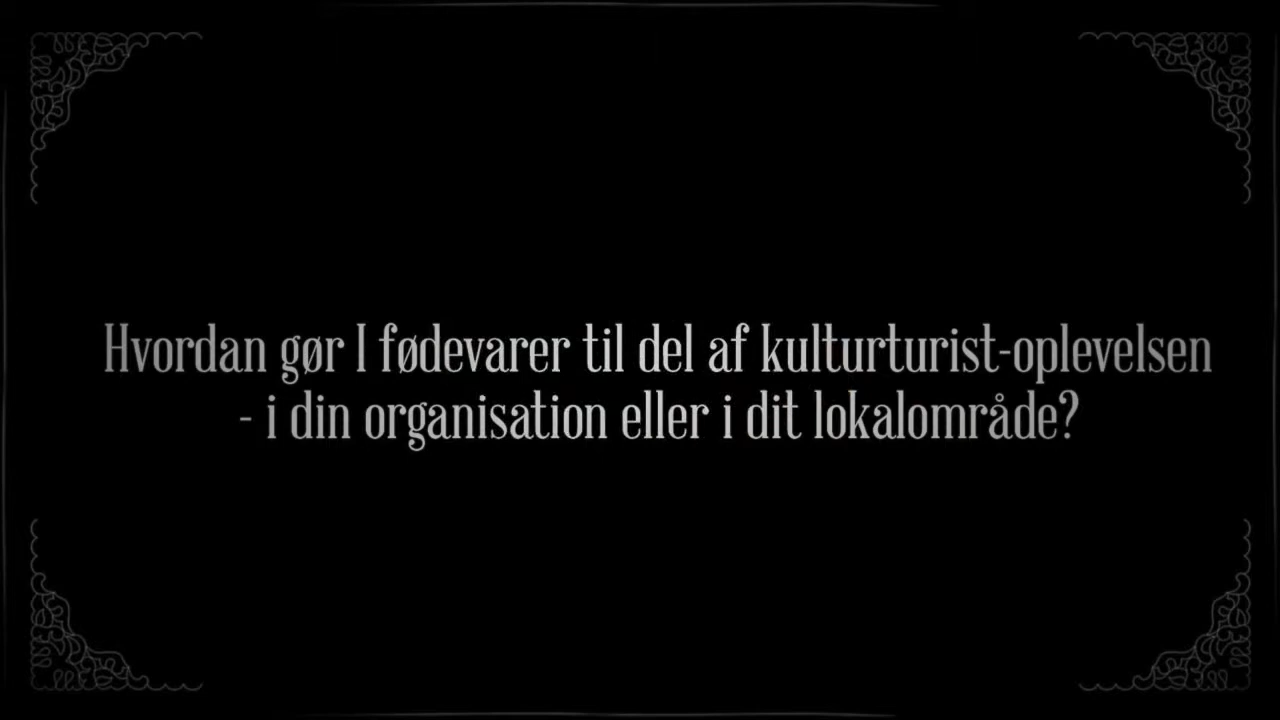 Hvordan gør I fødevarer til del af kulturturist-oplevelsen
- i din organisation eller i dit lokalområde?